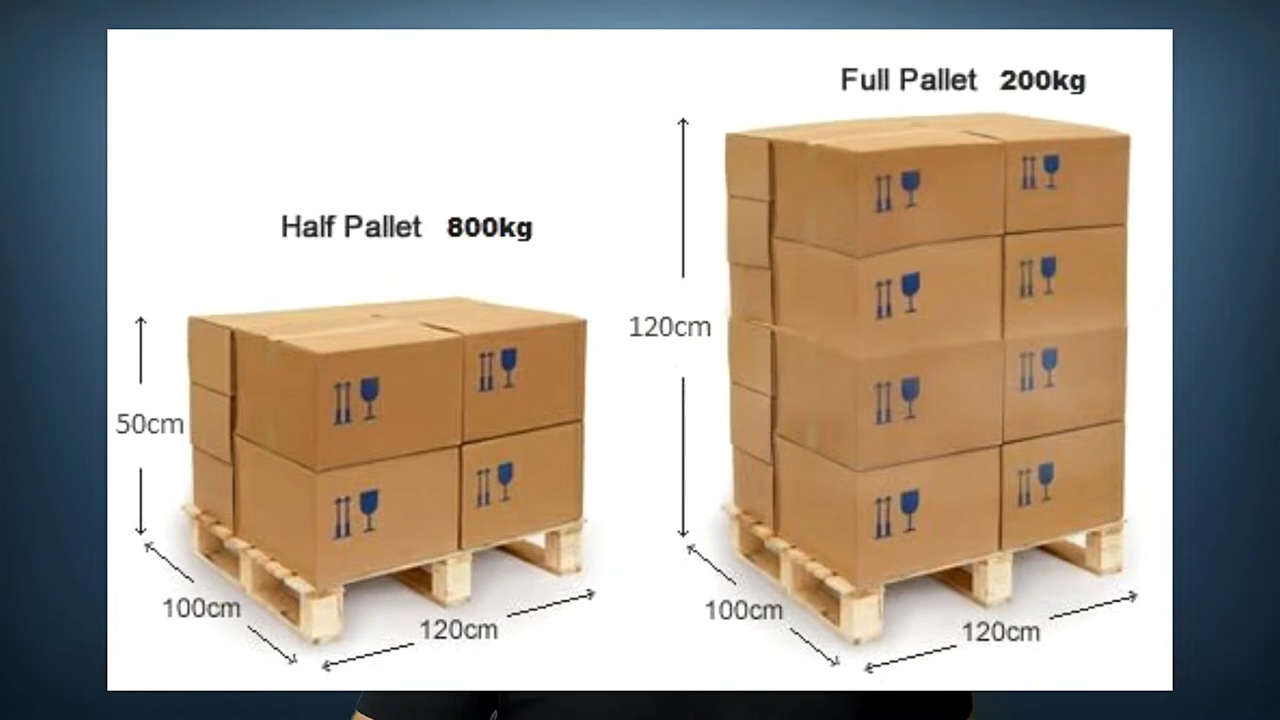 Full Pallet 200kg
Half Pallet 800kg
120cm
50cm
100cm
120cm
100cm
120cm